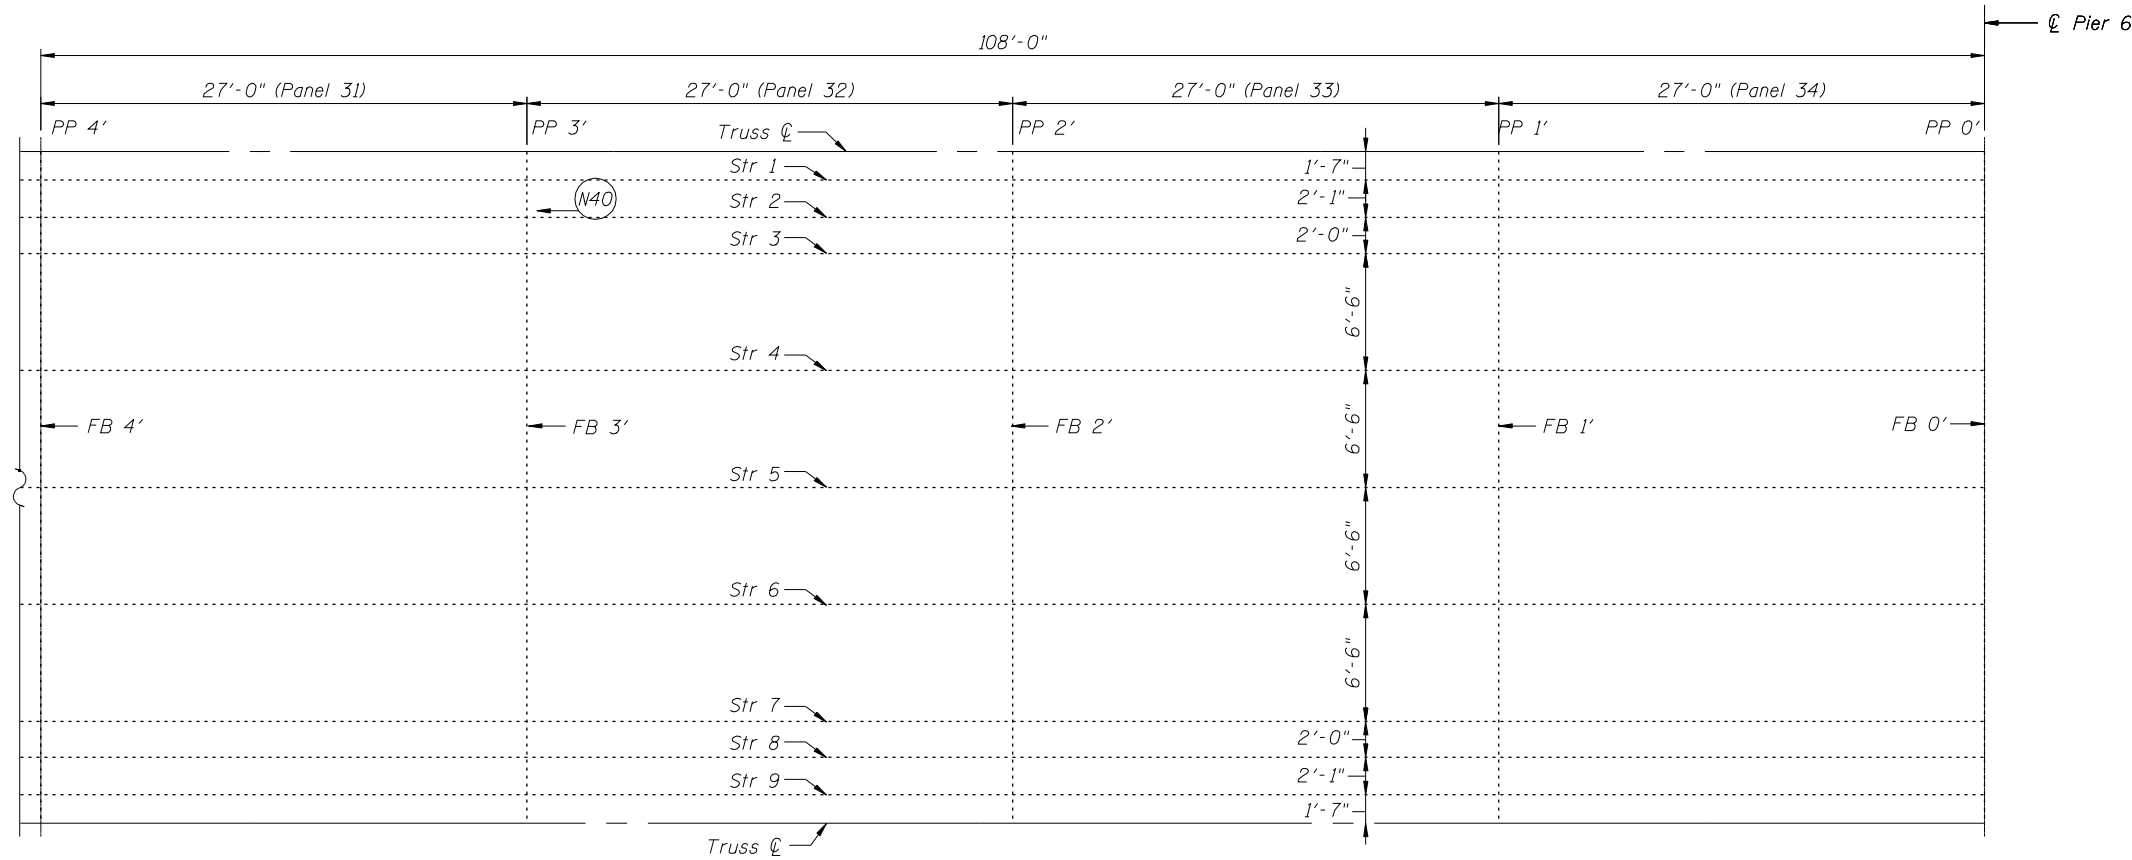 ℄ Pier 6
108'-0"
27'-0" (Panel 31)
27'-0" (Panel 32)
27'-0" (Panel 33)
27'-0" (Panel 34)
PP 4'
PP 3'
Truss ℄
PP 2'
PP 1'
PP 0'
Str 1
1'-7"
N40
Str 2
2'-1"
Str 3
2'-0"
6'-6"
Str 4
FB 4'
FB 3'
FB 2'
6'-6"
FB 1'
FB 0'
Str 5
6'-6"
Str 6
6'-6"
Str 7
Str 8
2'-0"
Str 9
2'-1"
1'-7"
Truss ℄